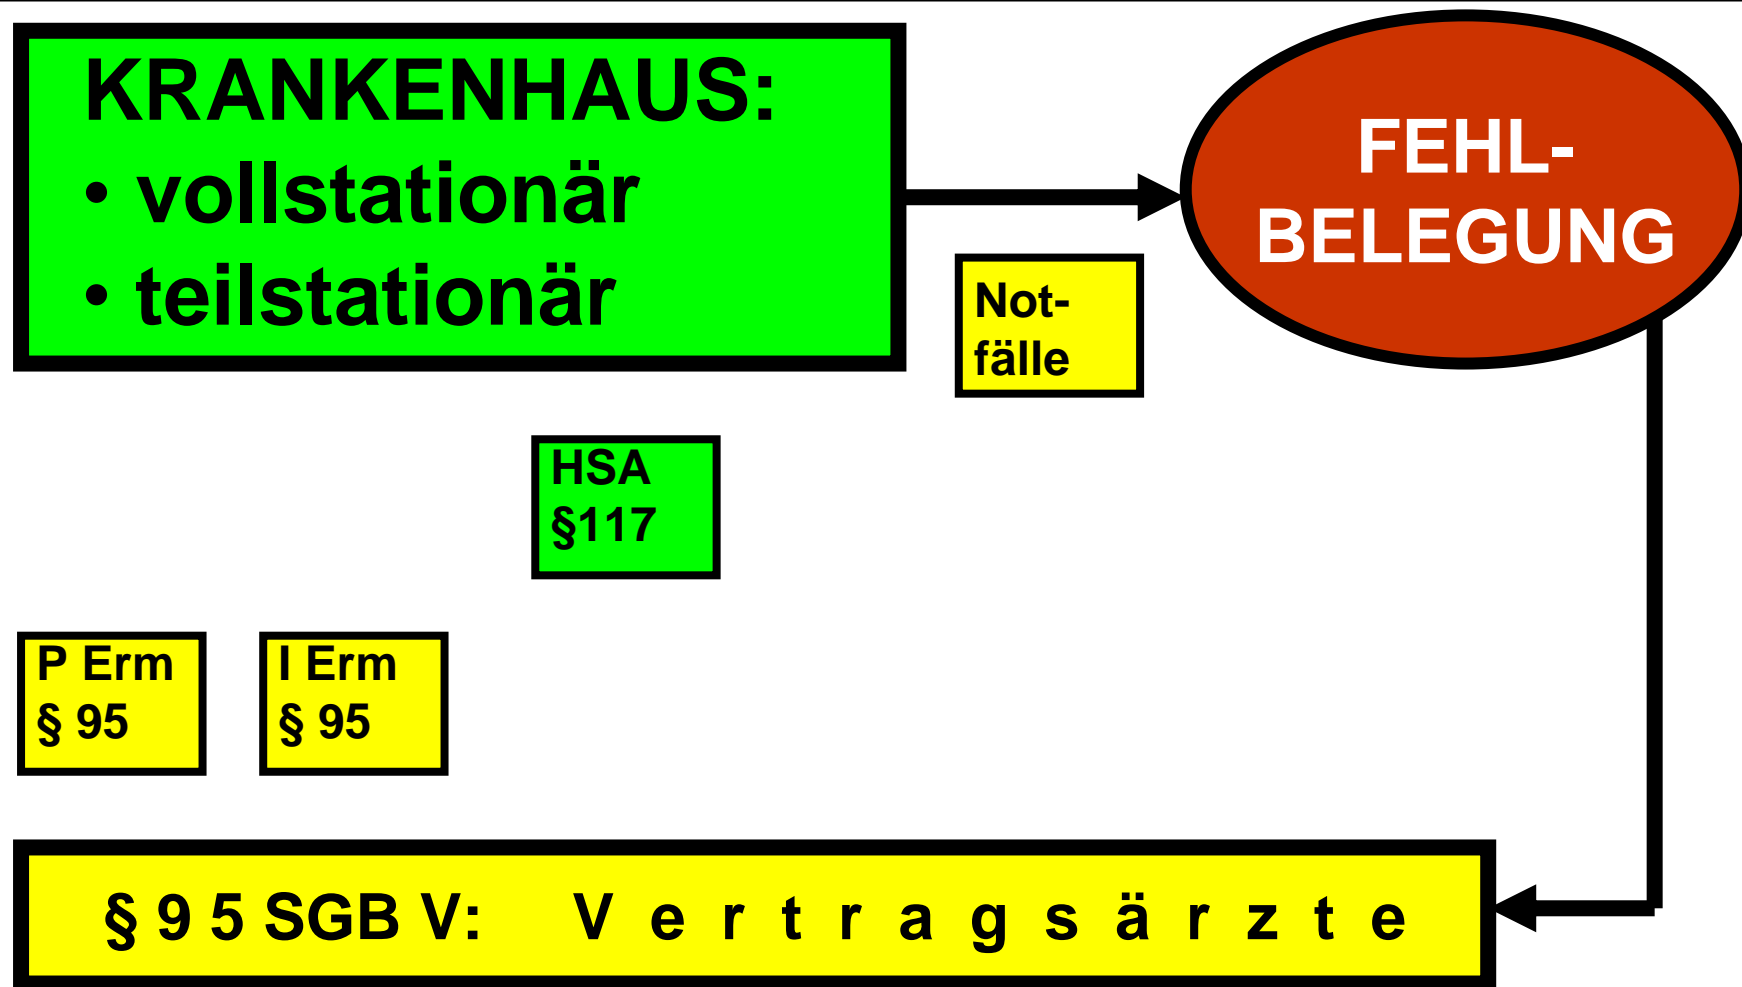 KRANKENHAUS:
• vollstationär
• teilstationär
FEHL-
BELEGUNG
Not-
fälle
HSA
§117
P Erm
§ 95
I Erm
§ 95
§ 9 5 SGB V: V e r t r a g s ä r z t e